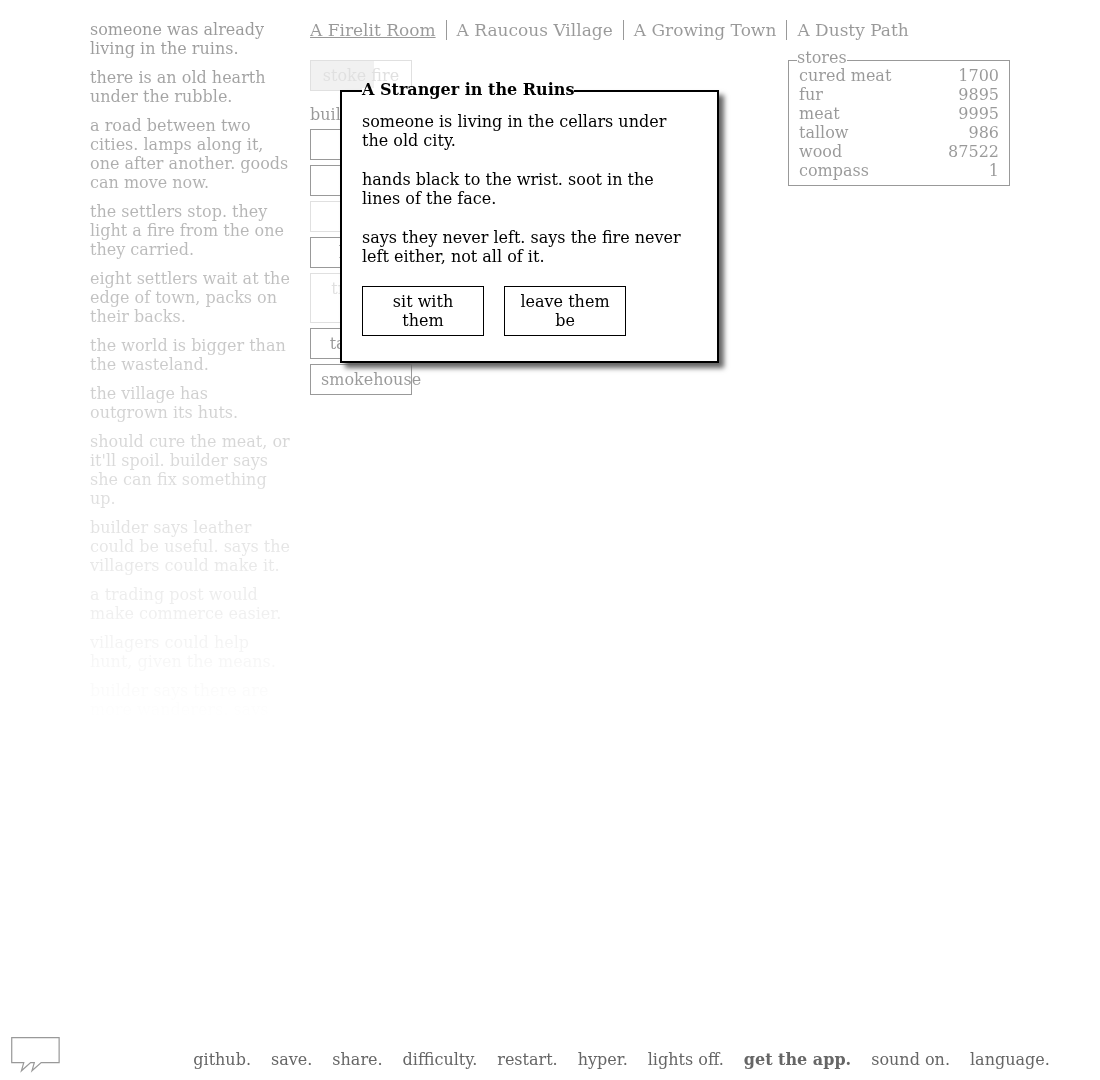 someone was already
living in the ruins.
there is an old hearth
under the rubble.
a road between two
cities. lamps along it,
one after another. goods
can move now.
the settlers stop. they
light a fire from the one
they carried.
eight settlers wait at the
edge of town, packs on
their backs.
the world is bigger than
the wasteland.
the village has
outgrown its huts.
should cure the meat, or
it'll spoil. builder says
she can fix something
up.
builder says leather
could be useful. says the
villagers could make it.
a trading post would
make commerce easier.
villagers could help
hunt, given the means.
builder says there are
A Firelit Room | A Raucous Village | A Growing Town | A Dusty Path
stoke fire
A Stranger in the Ruins
someone is living in the cellars under
the old city.
hands black to the wrist. soot in the
lines of the face.
says they never left. says the fire never
left either, not all of it.
sit with
them
leave them
be
smokehouse
stores
cured meat 1700
fur 9895
meat 9995
tallow 986
wood 87522
compass 1
github. save. share. difficulty. restart. hyper. lights off. get the app. sound on. language.